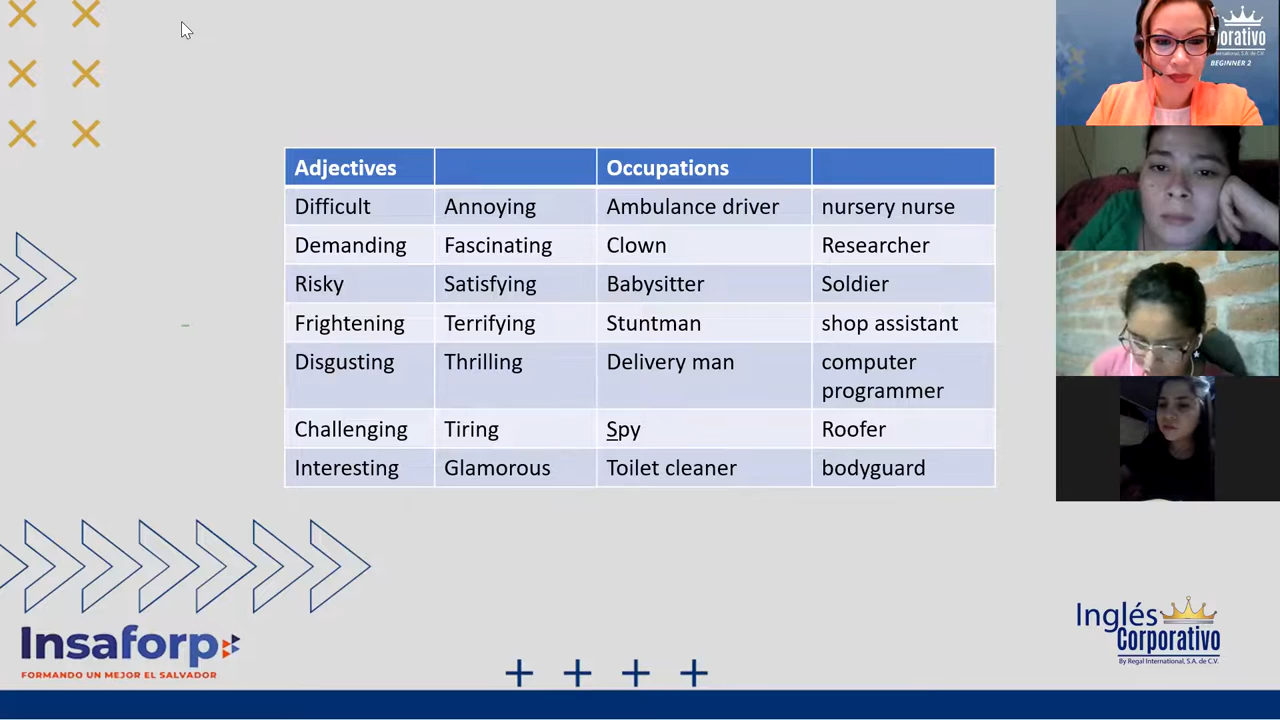 Adjectives Occupations
Difficult Annoying Ambulance driver nursery nurse
Demanding Fascinating Clown Researcher
Risky Satisfying Babysitter Soldier
Frightening Terrifying Stuntman shop assistant
Disgusting Thrilling Delivery man computer
programmer
Challenging Tiring Spy Roofer
Interesting Glamorous Toilet cleaner bodyguard
orativo
BEGINNER 2
Insaforp
FORMANDO UN MEJOR EL SALVADOR
Inglés
Corporativo
By Regal International, S.A. de C.V.